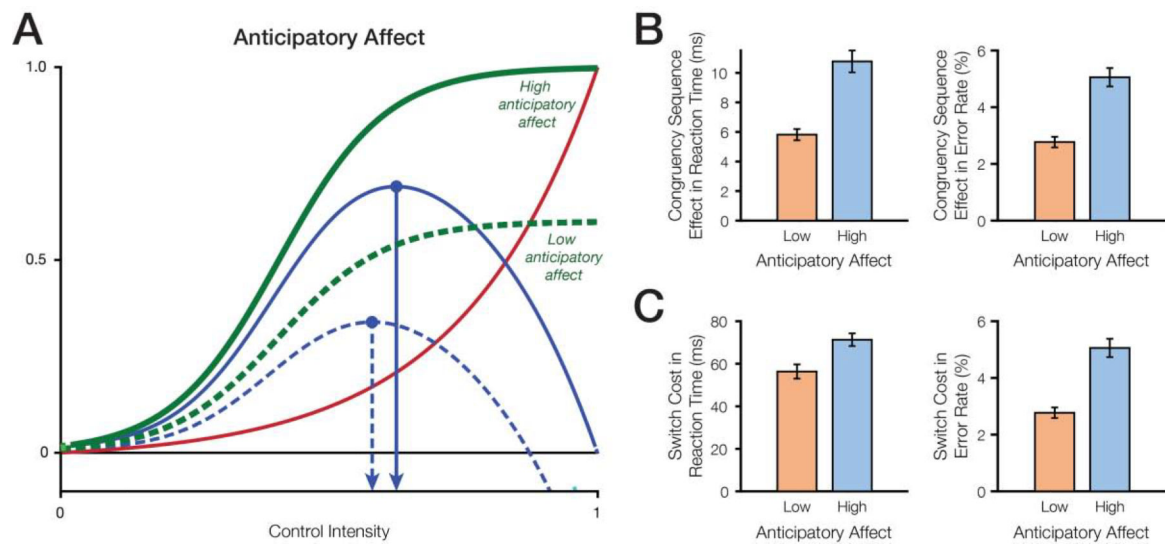 A
Anticipatory Affect
1.0
High
anticipatory
affect
0.5
Low
anticipatory
affect
0
0
1
Control Intensity
B
Congruency Sequence
Effect in Reaction Time (ms)
10
8
6
4
2
0
Low
High
Anticipatory Affect
Congruency Sequence
Effect in Error Rate (%)
6
4
2
0
Low
High
Anticipatory Affect
C
Switch Cost in
Reaction Time (ms)
80
60
40
20
0
Low
High
Anticipatory Affect
Switch Cost in
Error Rate (%)
6
4
2
0
Low
High
Anticipatory Affect